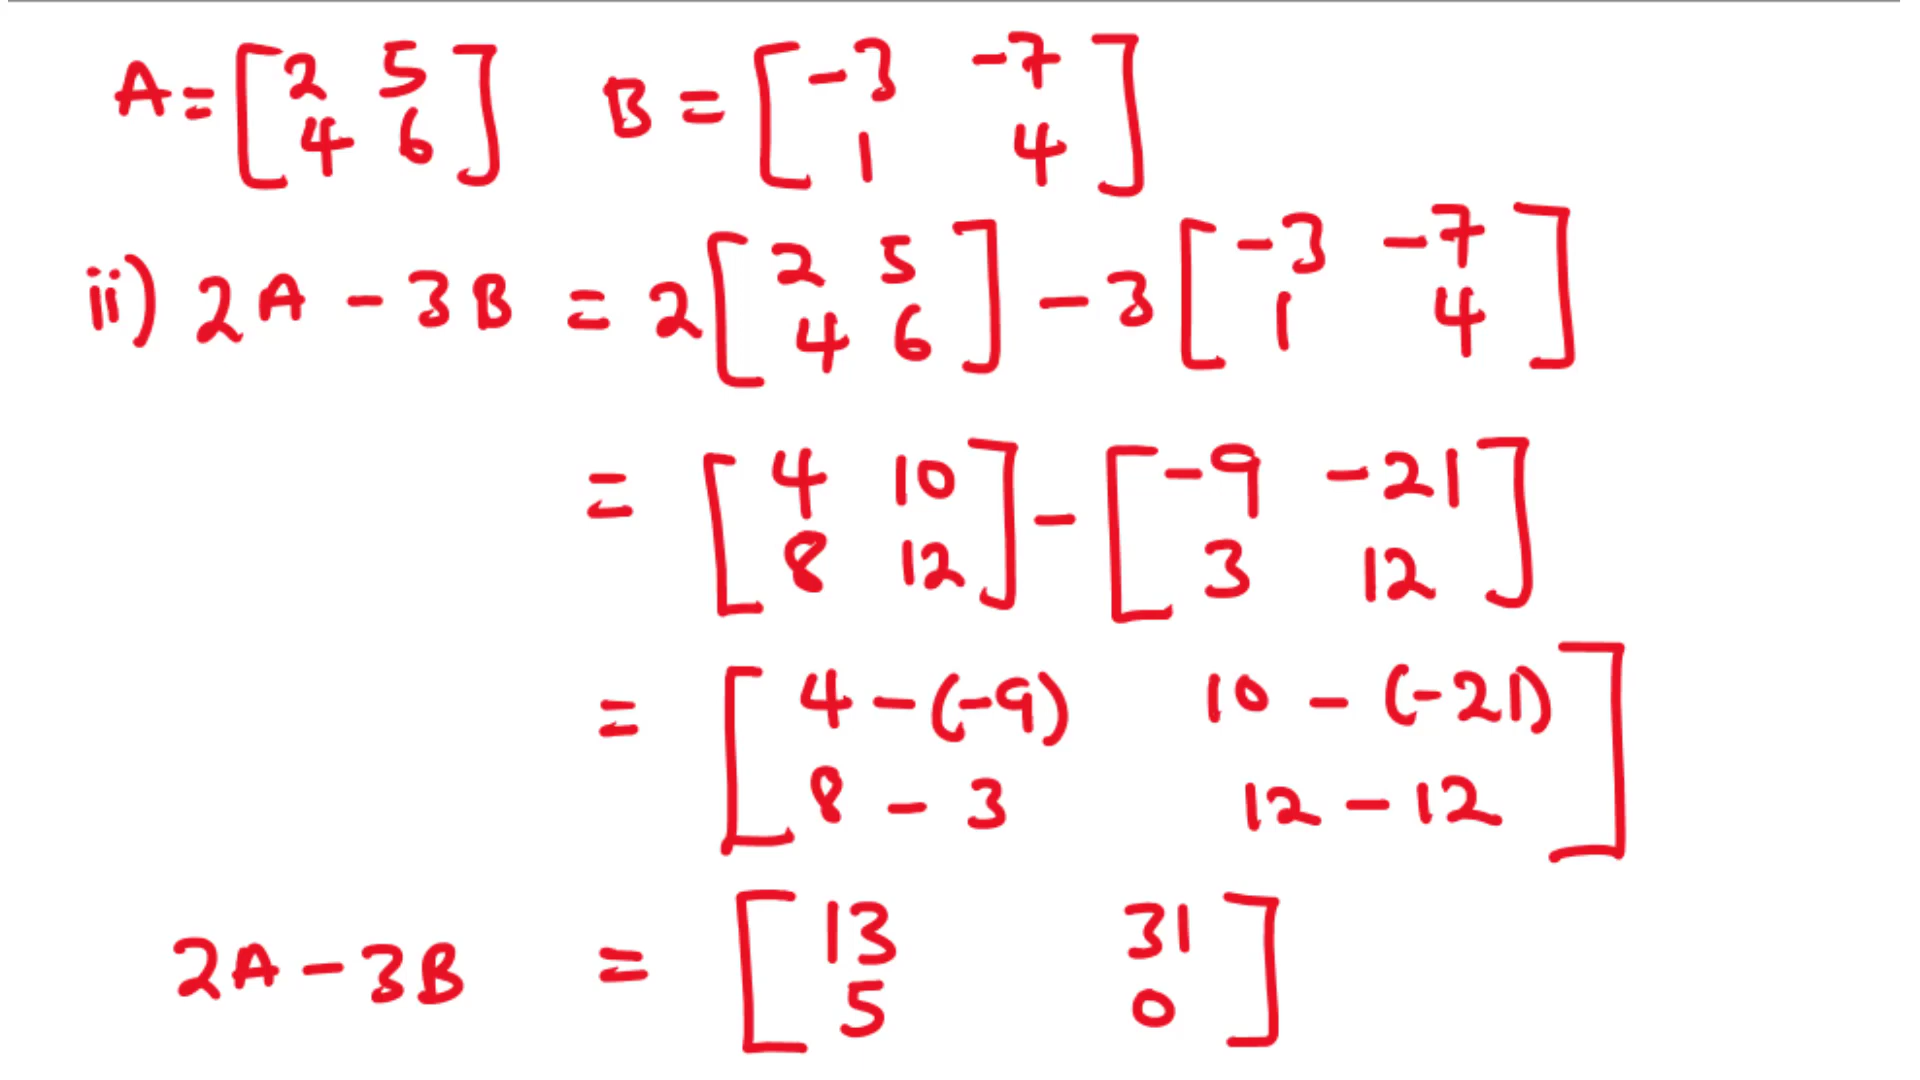 A = [2 5 4 6] B = [-3 -7 1 4]
ii) 2A - 3B = 2[2 5 4 6] - 3[-3 -7 1 4]
= [4 10 8 12] - [-9 -21 3 12]
= [4 - (-9) 10 - (-21) 8 - 3 12 - 12]
2A - 3B = [13 31 5 0]